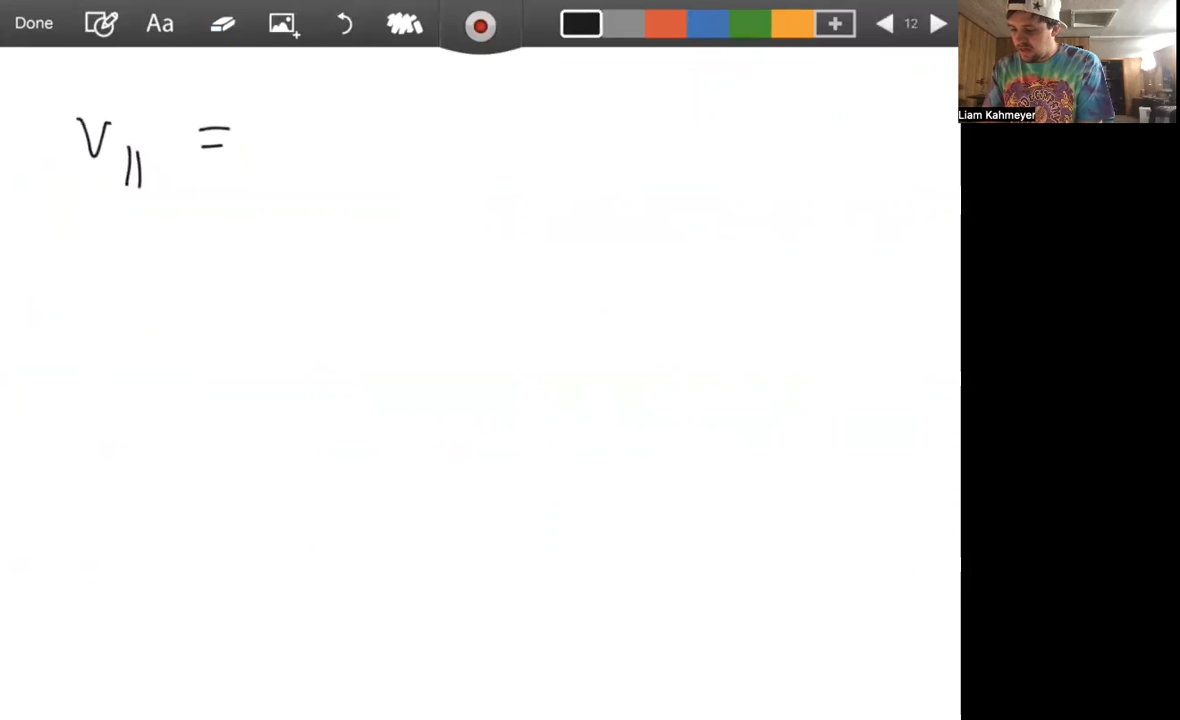 Done Aa 12
Liam Kahmeyer
V∥ =